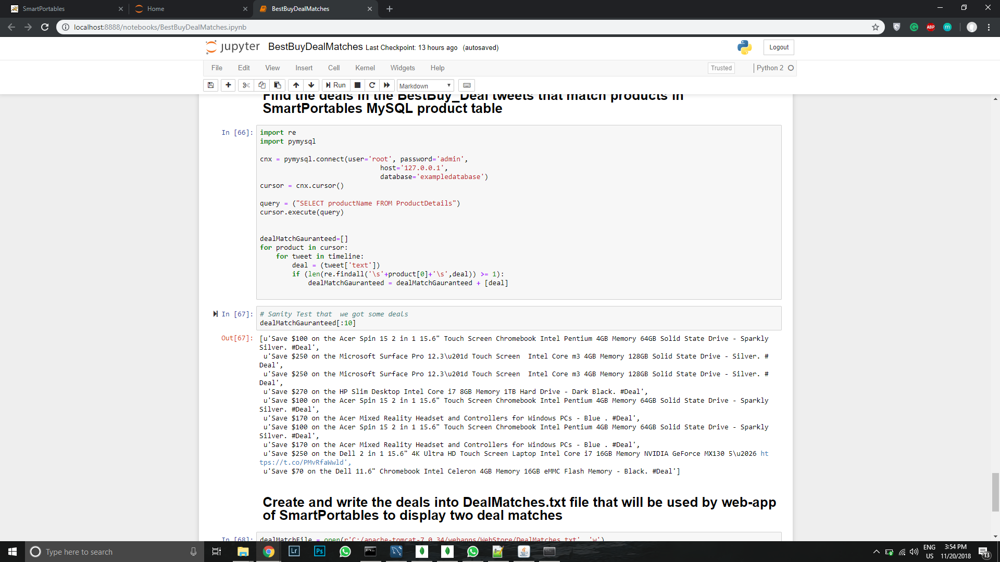 SmartPortables
Home
BestBuyDealMatches
localhost:8888/notebooks/BestBuyDealMatches.ipynb
ABP
m
jupyter BestBuyDealMatches Last Checkpoint: 13 hours ago (autosaved)
Logout
File Edit View Insert Cell Kernel Widgets Help
Trusted
Python 2
Run
Markdown
Find the deals in the BestBuy_Deal tweets that match products in
SmartPortables MySQL product table
In [66]:
import re
import pymysql
cnx = pymysql.connect(user='root', password='admin',
host='127.0.0.1',
database='exampledatabase')
cursor = cnx.cursor()
query = ("SELECT productName FROM ProductDetails")
cursor.execute(query)
dealMatchGauranteed=[]
for product in cursor:
for tweet in timeline:
deal = (tweet['text'])
if (len(re.findall('\s'+product[0]+'\s',deal)) >= 1):
dealMatchGauranteed = dealMatchGauranteed + [deal]
In [67]:
# Sanity Test that  we got some deals
dealMatchGauranteed[:10]
Out[67]:
[u'Save $100 on the Acer Spin 15 2 in 1 15.6" Touch Screen Chromebook Intel Pentium 4GB Memory 64GB Solid State Drive - Sparkly
Silver. #Deal',
u'Save $250 on the Microsoft Surface Pro 12.3\u201d Touch Screen  Intel Core m3 4GB Memory 128GB Solid State Drive - Silver. #
Deal',
u'Save $250 on the Microsoft Surface Pro 12.3\u201d Touch Screen  Intel Core m3 4GB Memory 128GB Solid State Drive - Silver. #
Deal',
u'Save $270 on the HP Slim Desktop Intel Core i7 8GB Memory 1TB Hard Drive - Dark Black. #Deal',
u'Save $100 on the Acer Spin 15 2 in 1 15.6" Touch Screen Chromebook Intel Pentium 4GB Memory 64GB Solid State Drive - Sparkly
Silver. #Deal',
u'Save $170 on the Acer Mixed Reality Headset and Controllers for Windows PCs - Blue . #Deal',
u'Save $100 on the Acer Spin 15 2 in 1 15.6" Touch Screen Chromebook Intel Pentium 4GB Memory 64GB Solid State Drive - Sparkly
Silver. #Deal',
u'Save $170 on the Acer Mixed Reality Headset and Controllers for Windows PCs - Blue . #Deal',
u'Save $250 on the Dell 2 in 1 15.6" 4K Ultra HD Touch Screen Laptop Intel Core i7 16GB Memory NVIDIA GeForce MX130 5\u2026 ht
tps://t.co/PMvRfaWwld',
u'Save $70 on the Dell 11.6" Chromebook Intel Celeron 4GB Memory 16GB eMMC Flash Memory - Black. #Deal']
Create and write the deals into DealMatches.txt file that will be used by web-app
of SmartPortables to display two deal matches
In [68]:
dealMatchFile = open(r'C:/apache-tomcat-7.0.34/webapps/WebStore/DealMatches.txt', 'w')
Type here to search
Lr
Ps
ENG
US
3:54 PM
11/20/2018
13